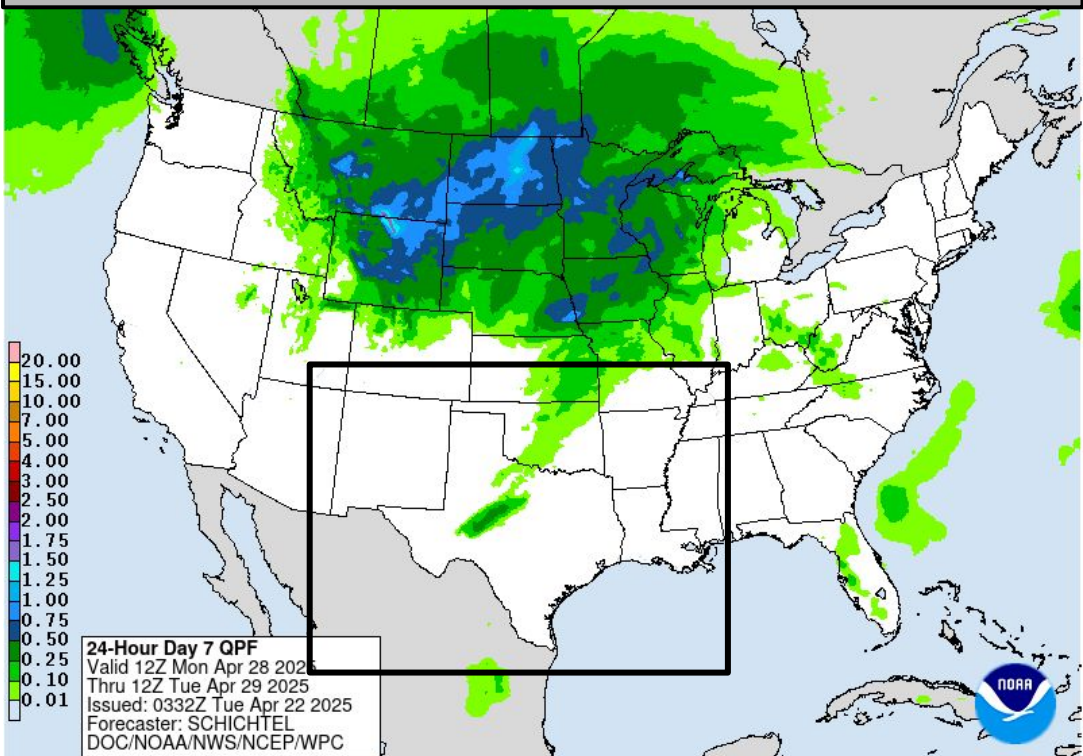 20.00
15.00
10.00
7.00
5.00
4.00
3.00
2.50
2.00
1.75
1.50
1.25
1.00
0.75
0.50
0.25
0.10
0.01
24-Hour Day 7 QPF
Valid 12Z Mon Apr 28 2025
Thru 12Z Tue Apr 29 2025
Issued: 0332Z Tue Apr 22 2025
Forecaster: SCHICHTEL
DOC/NOAA/NWS/NCEP/WPC
NOAA